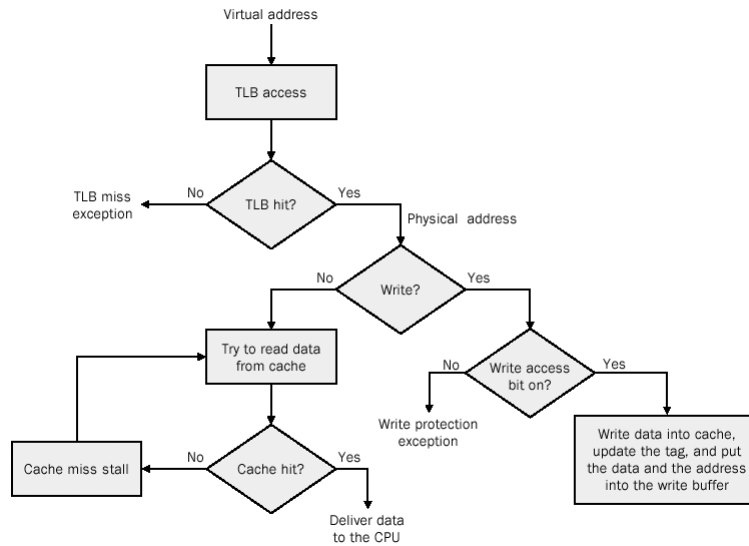 Virtual address
TLB access
TLB hit?
No
Yes
TLB miss
exception
Physical address
Write?
No
Yes
Try to read data
from cache
Write access
bit on?
No
Yes
Write protection
exception
Write data into cache,
update the tag, and put
the data and the address
into the write buffer
Cache hit?
No
Yes
Cache miss stall
Deliver data
to the CPU